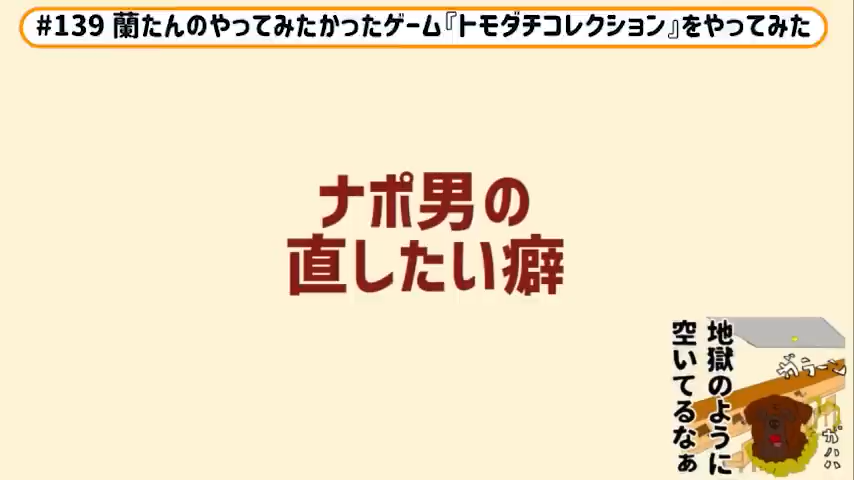 #139 蘭たんのやってみたかったゲーム『トモダチコレクション』をやってみた
ナポ男の
直したい癖
地獄のように
空いてるなぁ
ガラーン
ガハハ